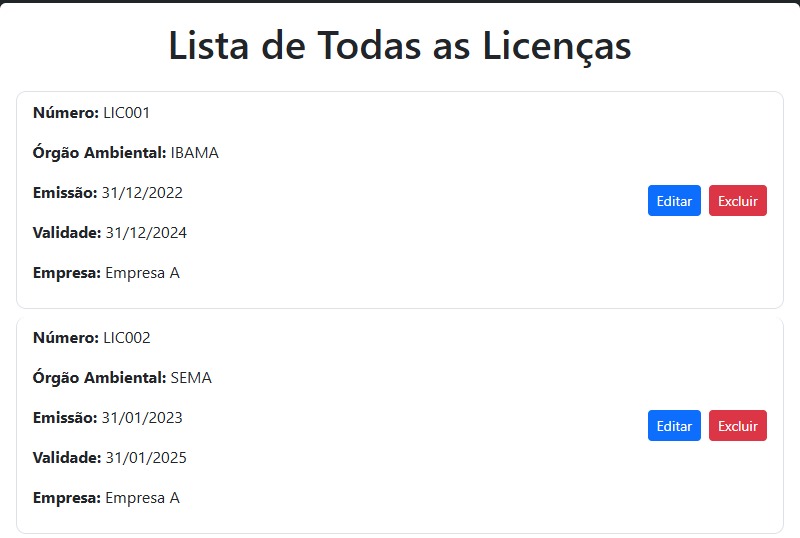 Lista de Todas as Licenças
Número: LIC001
Órgão Ambiental: IBAMA
Emissão: 31/12/2022
Editar Excluir
Validade: 31/12/2024
Empresa: Empresa A
Número: LIC002
Órgão Ambiental: SEMA
Emissão: 31/01/2023
Editar Excluir
Validade: 31/01/2025
Empresa: Empresa A